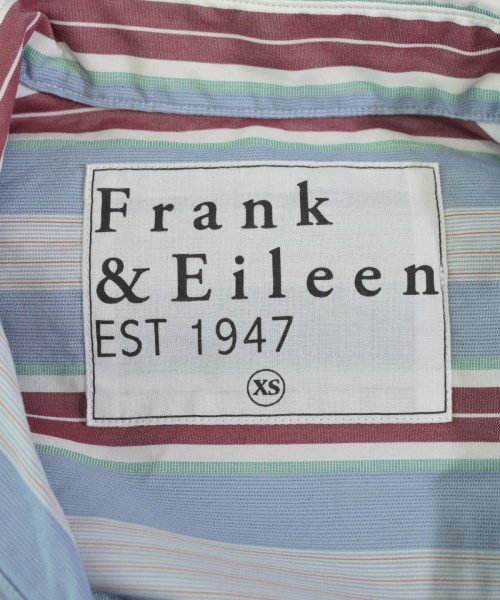 Frank
& Eileen
EST 1947
XS